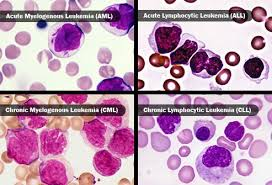 Acute Myelogenous Leukemia (AML)
Acute Lymphocytic Leukemia (ALL)
Chronic Myelogenous Leukemia (CML)
Chronic Lymphocytic Leukemia (CLL)